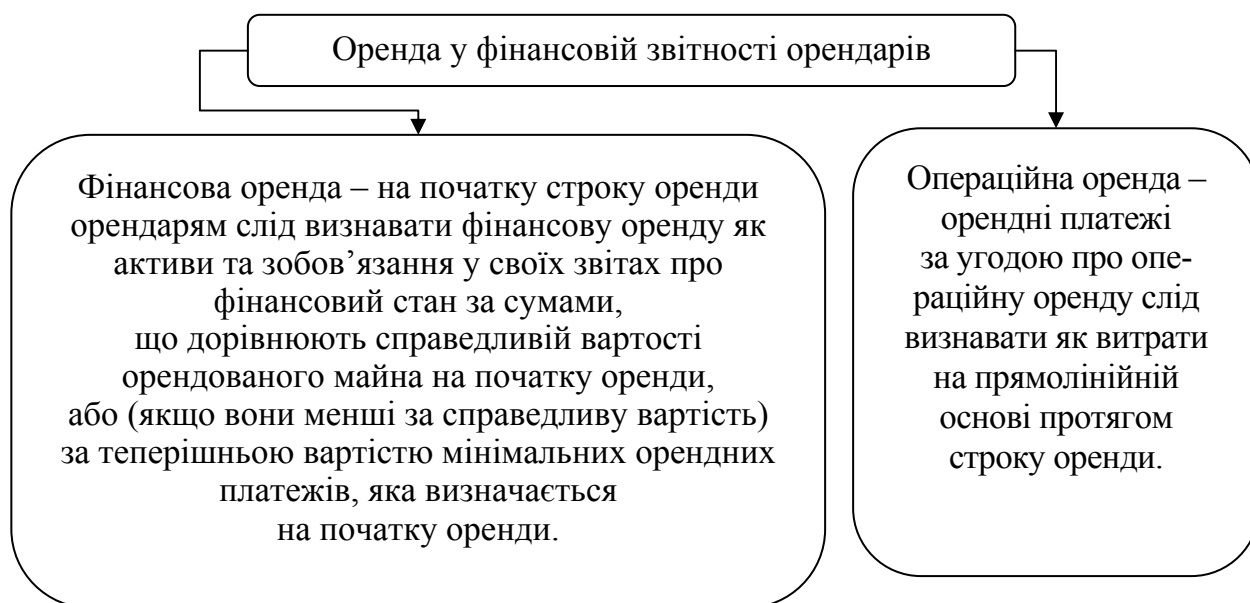 Оренда у фінансовій звітності орендарів
Фінансова оренда – на початку строку оренди
орендарям слід визнавати фінансову оренду як
активи та зобов’язання у своїх звітах про
фінансовий стан за сумами,
що дорівнюють справедливій вартості
орендованого майна на початку оренди,
або (якщо вони менші за справедливу вартість)
за теперішньою вартістю мінімальних орендних
платежів, яка визначається
на початку оренди.
Операційна оренда –
орендні платежі
за угодою про опе-
раційну оренду слід
визнавати як витрати
на прямолінійній
основі протягом
строку оренди.